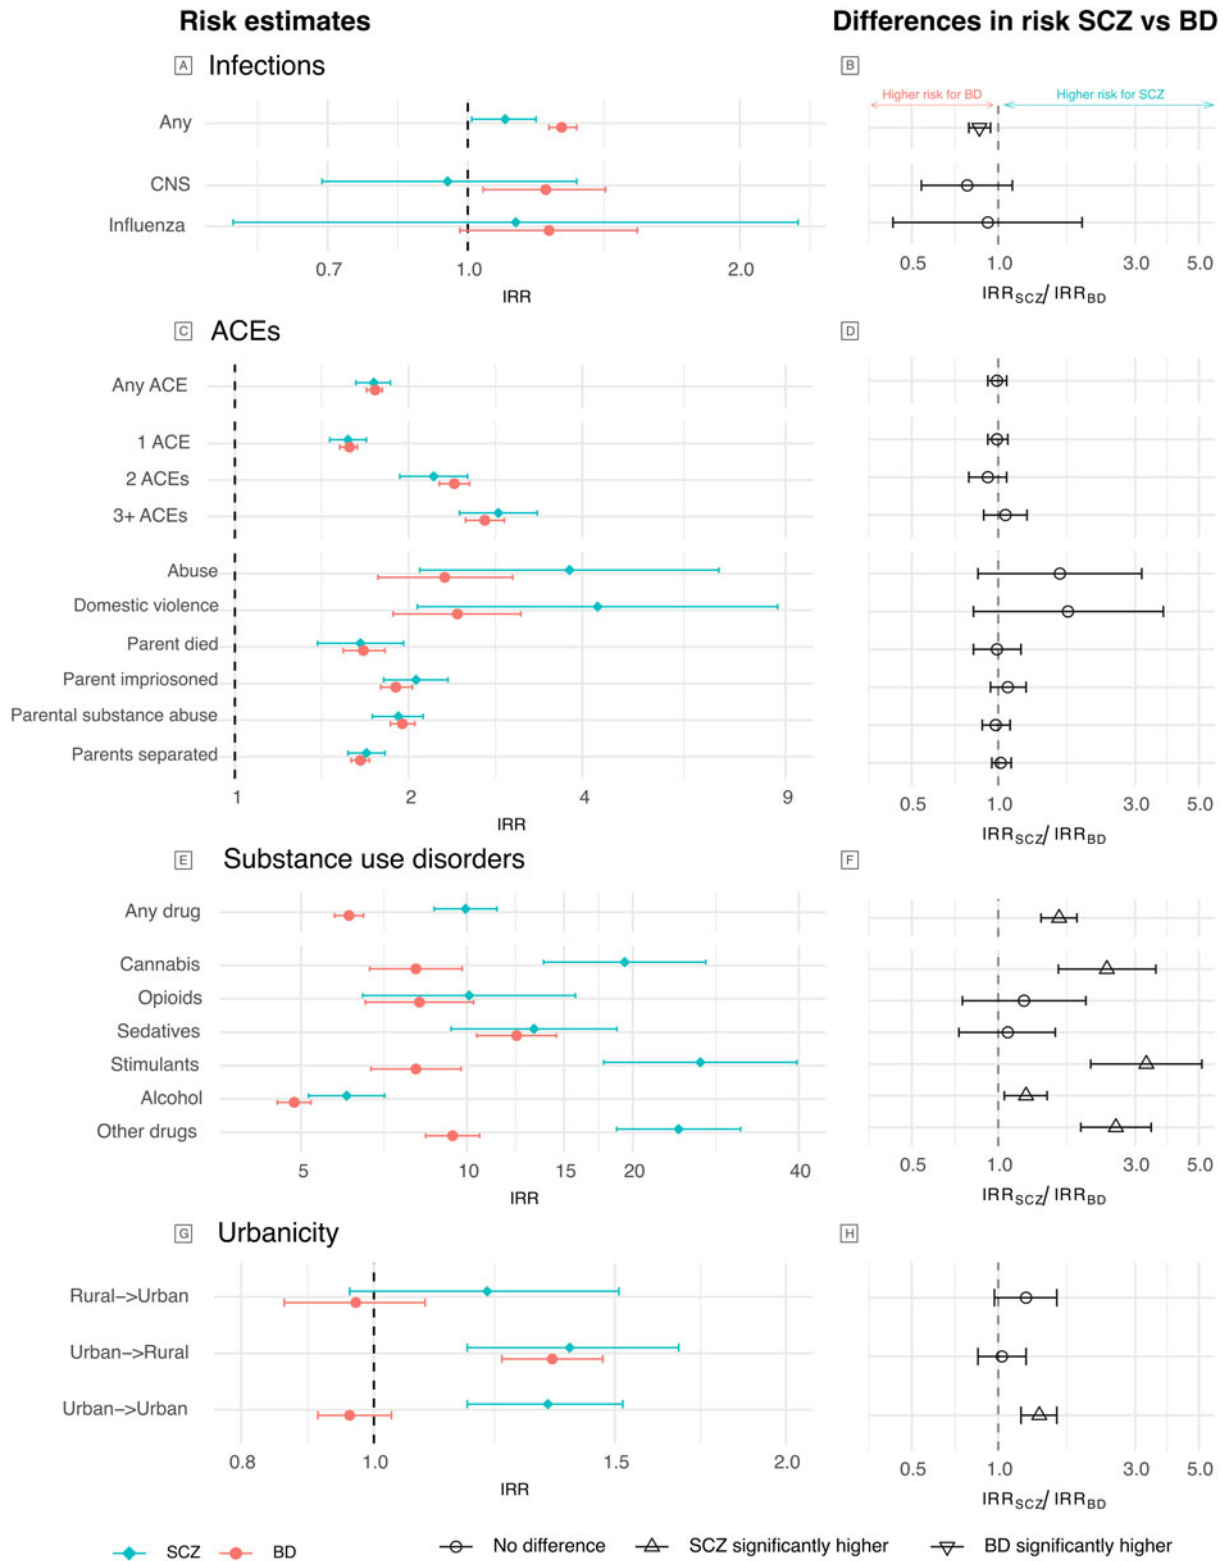 Risk estimates
Differences in risk SCZ vs BD
A Infections
B
Higher risk for BD
Higher risk for SCZ
Any
CNS
Influenza
0.7 1.0 2.0
IRR
0.5 1.0 3.0 5.0
IRRSCZ/ IRRBD
C ACEs
D
Any ACE
1 ACE
2 ACEs
3+ ACEs
Abuse
Domestic violence
Parent died
Parent impriosoned
Parental substance abuse
Parents separated
1 2 4 9
IRR
0.5 1.0 3.0 5.0
IRRSCZ/ IRRBD
E Substance use disorders
F
Any drug
Cannabis
Opioids
Sedatives
Stimulants
Alcohol
Other drugs
5 10 15 20 40
IRR
0.5 1.0 3.0 5.0
IRRSCZ/ IRRBD
G Urbanicity
H
Rural->Urban
Urban->Rural
Urban->Urban
0.8 1.0 1.5 2.0
IRR
0.5 1.0 3.0 5.0
IRRSCZ/ IRRBD
SCZ BD
No difference SCZ significantly higher BD significantly higher